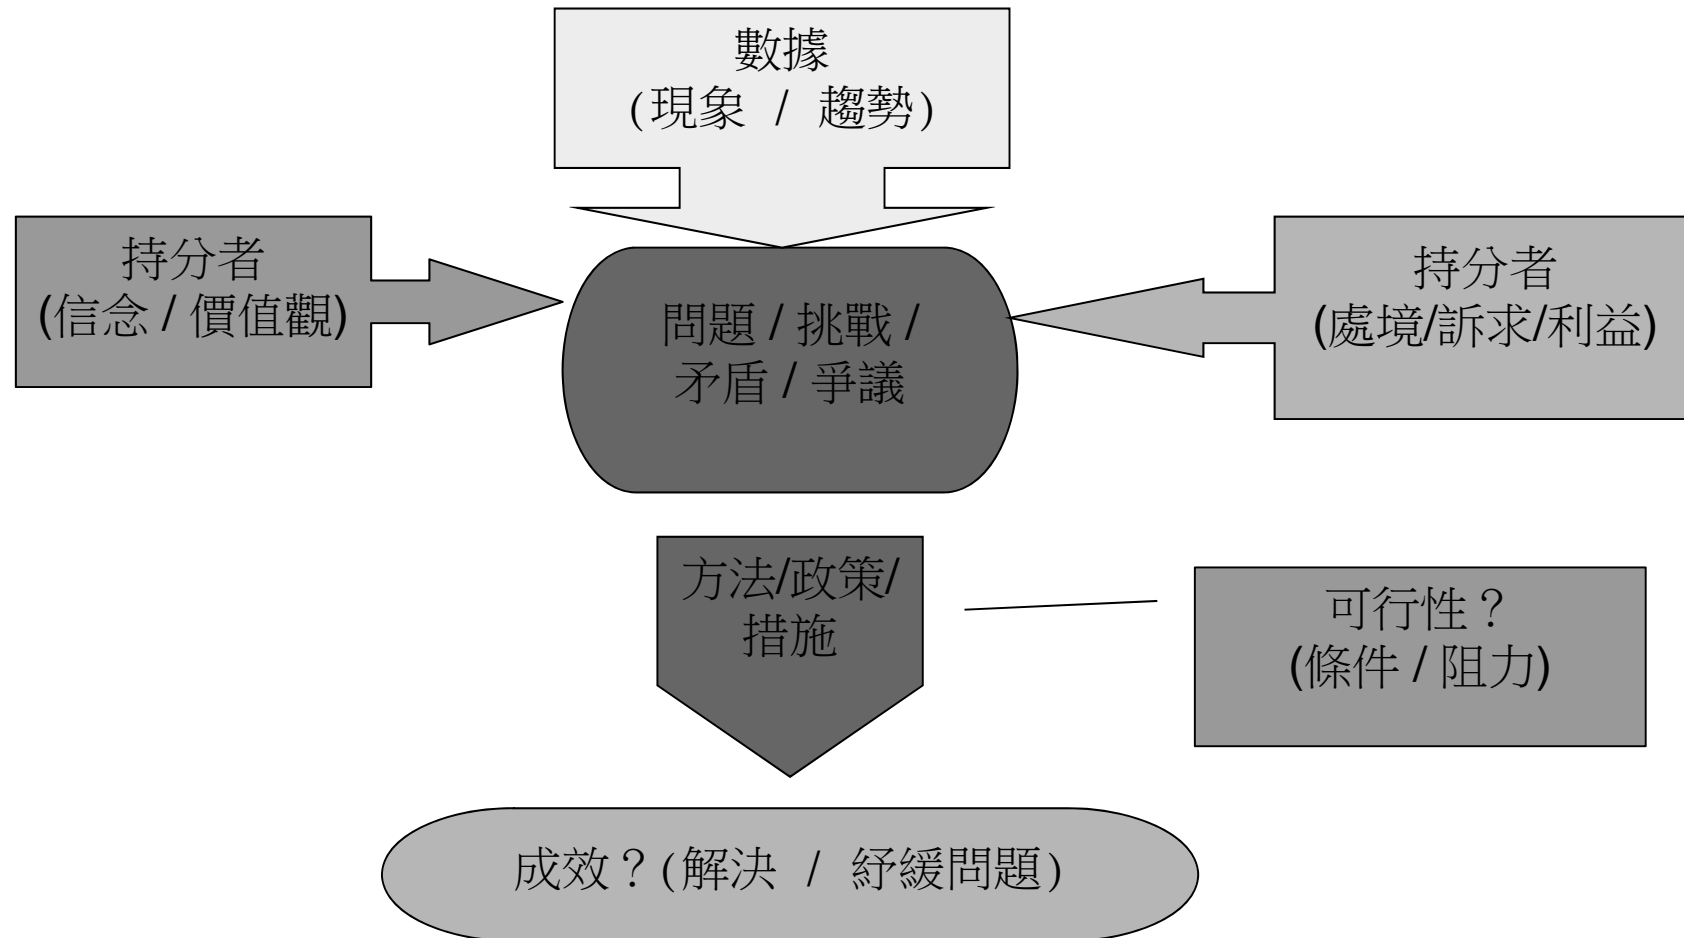 數據
(現象 / 趨勢)
持分者
(信念 / 價值觀)
持分者
(處境/訴求/利益)
問題 / 挑戰 /
矛盾 / 爭議
方法/政策/
措施
可行性？
(條件 / 阻力)
成效？(解決 / 紓緩問題)